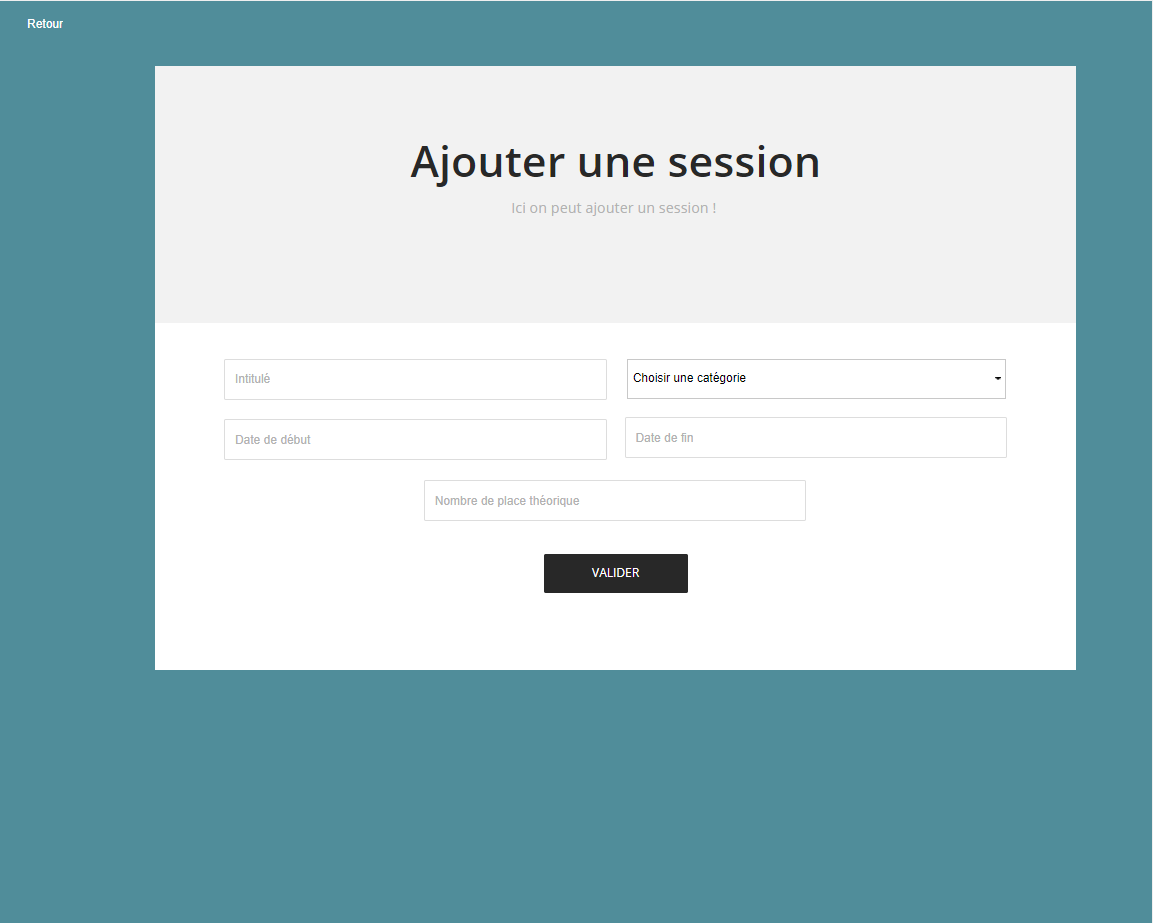 Retour
Ajouter une session
Ici on peut ajouter un session !
Intitulé
Choisir une catégorie
Date de début
Date de fin
Nombre de place théorique
VALIDER